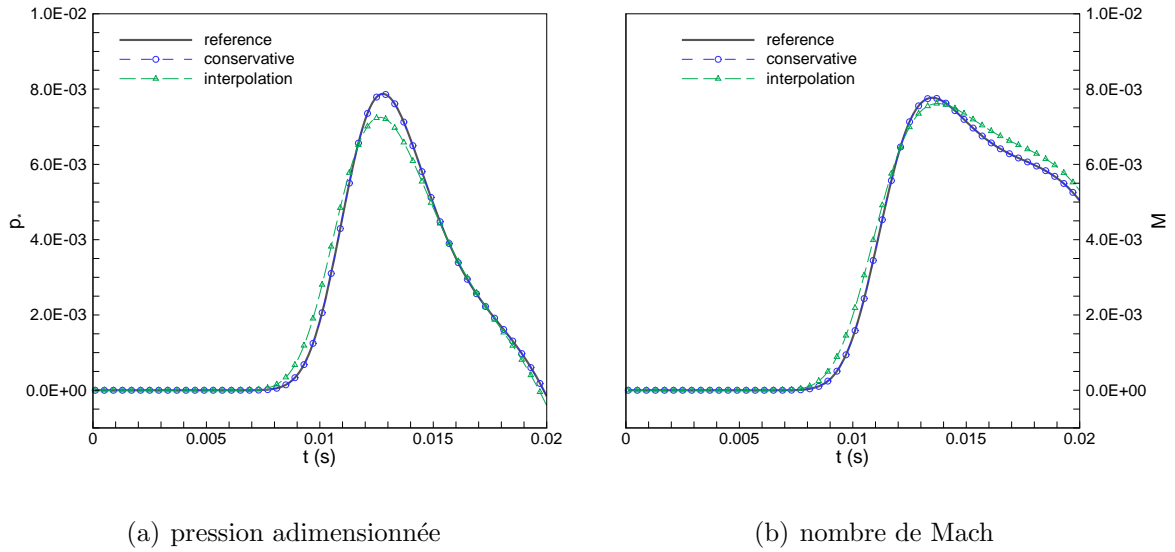 1.0E-02
8.0E-03
6.0E-03
4.0E-03
2.0E-03
0.0E+00
p.
reference
conservative
interpolation
0 0.005 0.01 0.015 0.02
t (s)
(a) pression adimensionnée
reference
conservative
interpolation
1.0E-02
8.0E-03
6.0E-03
4.0E-03
2.0E-03
0.0E+00
M
0 0.005 0.01 0.015 0.02
t (s)
(b) nombre de Mach